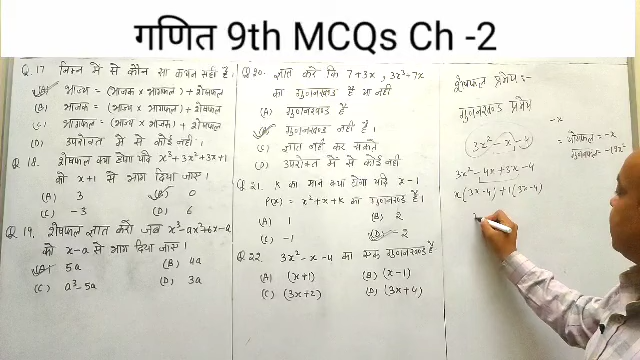 गणित 9th MCQs Ch -2
Q.17 निम्न में से कौन सा कथन सही है।
(A) भाज्य = (भाजक x भागफल) + शेषफल
(B) भाजक = (भाज्य x भागफल) + शेषफल
(C) भागफल = (भाज्य x भाजक) + शेषफल
(D) उपरोक्त में से कोई नहीं।
Q.18. शेषफल क्या होगा यदि x³+3x²+3x+1
को x+1 से भाग दिया जाए।
(A) 3 (B) 0
(C) -3 (D) 6
Q.19. शेषफल ज्ञात करो जब x³-ax²+6x-a
को x-a से भाग दिया जाए।
(A) 5a (B) 4a
(C) a³-5a (D) 3a
Q.20. ज्ञात करे कि 7+3x, 3x³+7x
का गुणनखण्ड है या नहीं
(A) गुणनखण्ड है
(B) गुणनखण्ड नहीं है।
(C) ज्ञात नहीं कर सकते
(D) उपरोक्त में से कोई नहीं
Q.21. K का मान क्या होगा यदि x-1
P(x) = x²+x+K का गुणनखण्ड है।
(A) 1 (B) 2
(C) -1 (D) -2
Q.22. 3x²-x-4 का एक गुणनखण्ड है
(A) (x+1) (B) (x-1)
(C) (3x+2) (D) (3x+4)
शेषफल प्रमेय :-
गुणनखण्ड प्रमेय
-x
3x²-x-4
= योगफल = -x
गुणनफल = -12x²
3x²-4x+3x-4
x(3x-4)+1(3x-4)